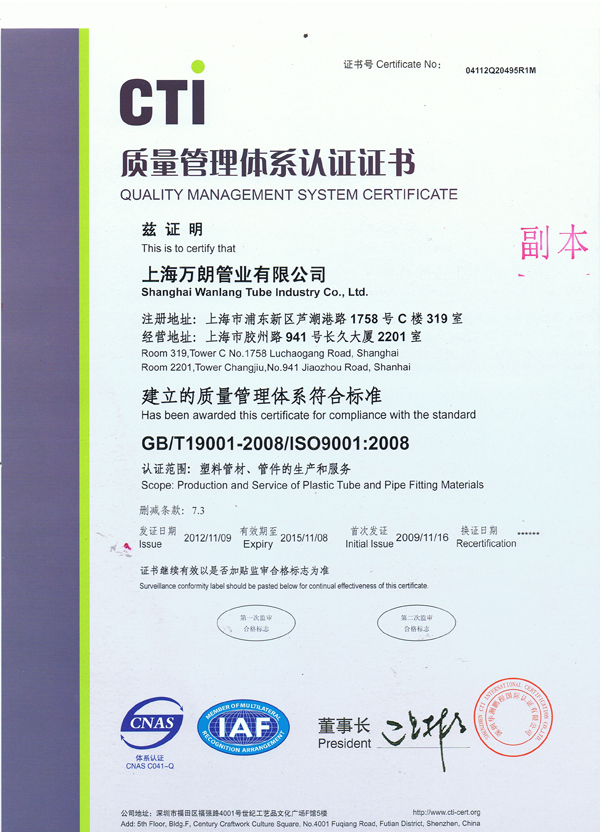 证书号 Certificate No: 04112Q20495R1M
CTI
质量管理体系认证证书
QUALITY MANAGEMENT SYSTEM CERTIFICATE
兹 证 明
This is to certify that
副本
上海万朗管业有限公司
Shanghai Wanlang Tube Industry Co., Ltd.
注册地址：上海市浦东新区芦潮港路 1758 号 C 楼 319 室
经营地址：上海市胶州路 941 号长久大厦 2201 室
Room 319,Tower C No.1758 Luchaogang Road, Shanghai
Room 2201,Tower Changjiu,No.941 Jiaozhou Road, Shanhai
建立的质量管理体系符合标准
Has been awarded this certificate for compliance with the standard
GB/T19001-2008/ISO9001:2008
认证范围：塑料管材、管件的生产和服务
Scope: Production and Service of Plastic Tube and Pipe Fitting Materials
删减条款：7.3
发证日期 有效期至 首次发证 换证日期 ******
Issue 2012/11/09 Expiry 2015/11/08 Initial Issue 2009/11/16 Recertification
证书继续有效以是否加贴监审合格标志为准
Surveillance conformity label should be pasted below for continual effectiveness of this certificate.
第一次监审 第二次监审
合格标志 合格标志
CNAS
体系认证
CNAS C041-Q
MEMBER OF MULTILATERAL
IAF
RECOGNITION ARRANGEMENT
董事长
President
SHENZHEN CTI INTERNATIONAL CERTIFICATION CO.,LTD
公司地址：深圳市福田区福强路4001号世纪工艺品文化广场F馆5楼 http://www.cti-cert.org
Add: 5th Floor, Bldg.F, Century Craftwork Culture Square, No.4001 Fuqiang Road, Futian District, Shenzhen, China